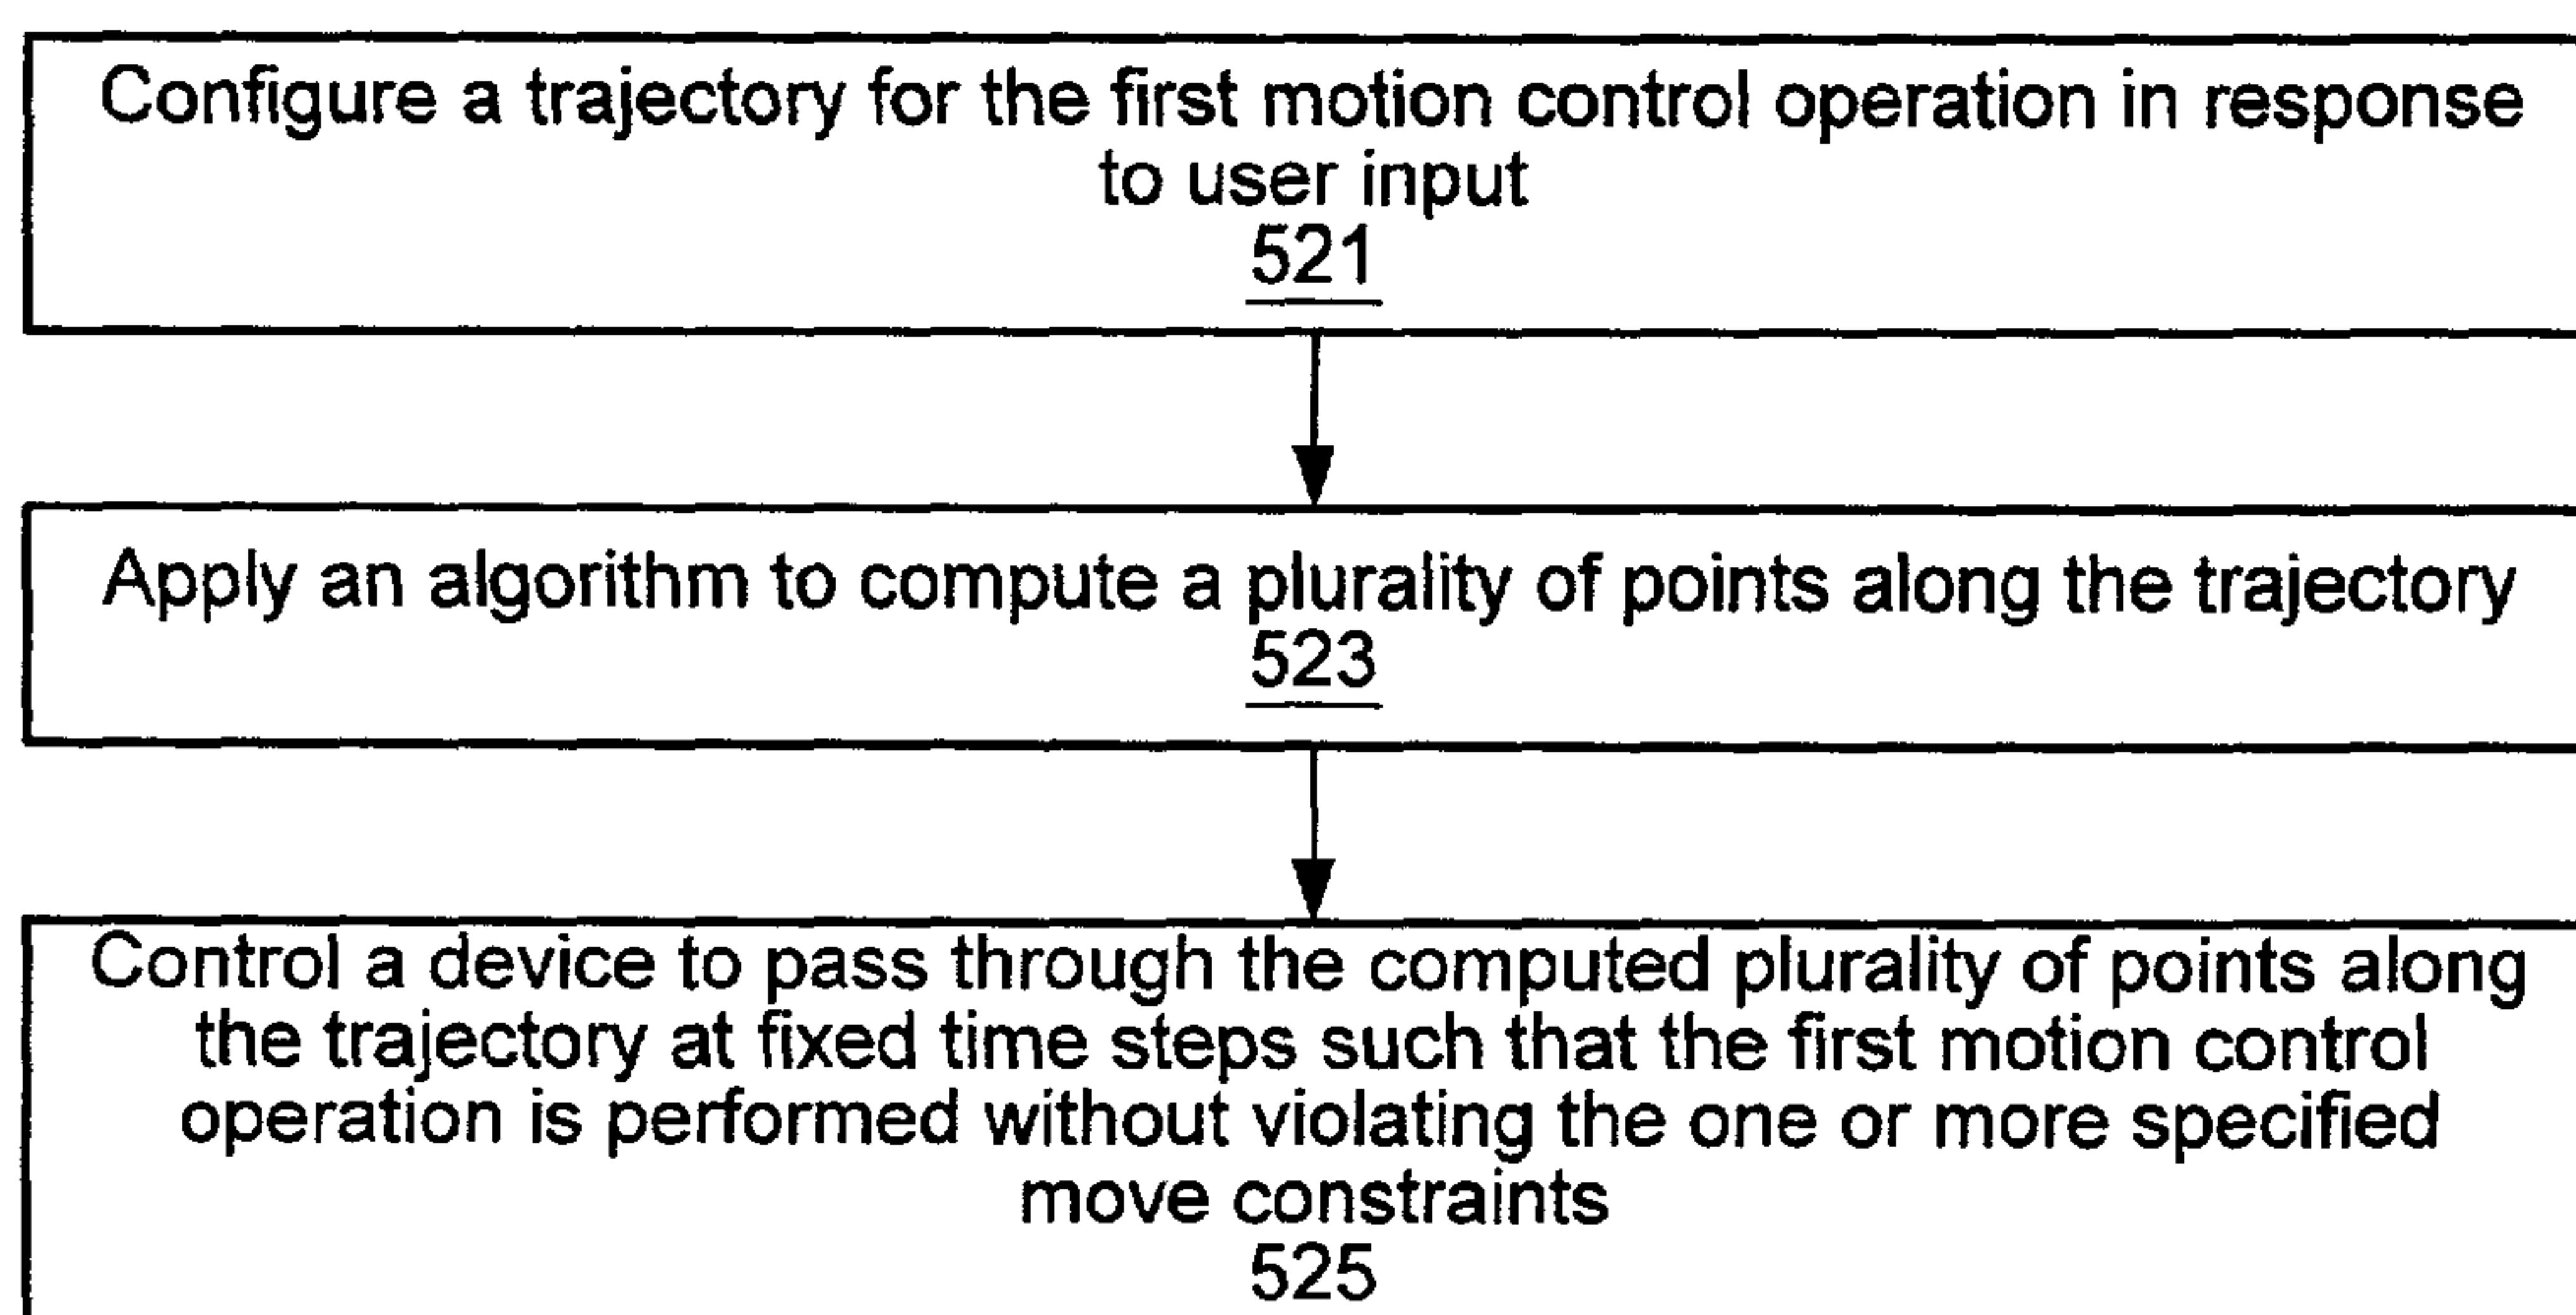 Configure a trajectory for the first motion control operation in response
to user input
521
Apply an algorithm to compute a plurality of points along the trajectory
523
Control a device to pass through the computed plurality of points along
the trajectory at fixed time steps such that the first motion control
operation is performed without violating the one or more specified
move constraints
525